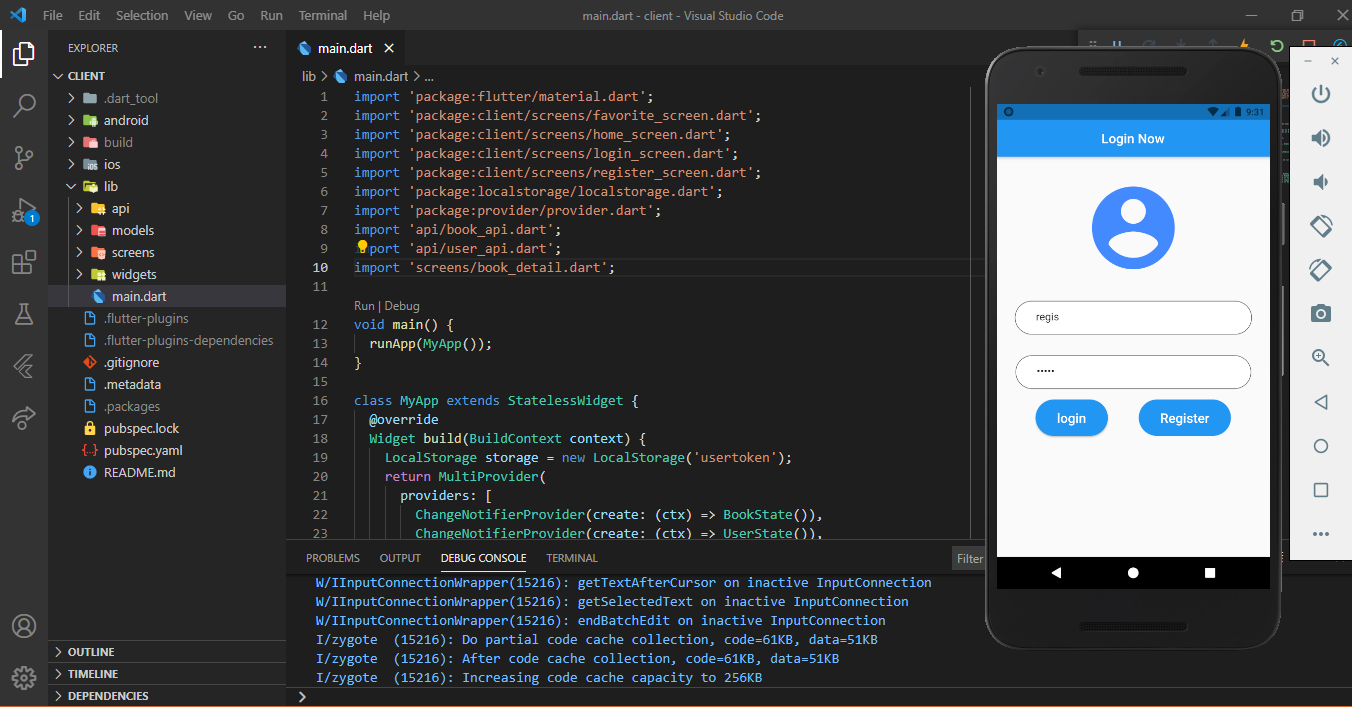 File Edit Selection View Go Run Terminal Help
main.dart - client - Visual Studio Code
EXPLORER
CLIENT
.dart_tool
android
build
ios
lib
api
models
screens
widgets
main.dart
.flutter-plugins
.flutter-plugins-dependencies
.gitignore
.metadata
.packages
pubspec.lock
pubspec.yaml
README.md
OUTLINE
TIMELINE
DEPENDENCIES
1
main.dart
lib > main.dart > ...
1 import 'package:flutter/material.dart';
2 import 'package:client/screens/favorite_screen.dart';
3 import 'package:client/screens/home_screen.dart';
4 import 'package:client/screens/login_screen.dart';
5 import 'package:client/screens/register_screen.dart';
6 import 'package:localstorage/localstorage.dart';
7 import 'package:provider/provider.dart';
8 import 'api/book_api.dart';
9 port 'api/user_api.dart';
10 import 'screens/book_detail.dart';
11
Run | Debug
12 void main() {
13 runApp(MyApp());
14 }
15
16 class MyApp extends StatelessWidget {
17 @override
18 Widget build(BuildContext context) {
19 LocalStorage storage = new LocalStorage('usertoken');
20 return MultiProvider(
21 providers: [
22 ChangeNotifierProvider(create: (ctx) => BookState()),
23 ChangeNotifierProvider(create: (ctx) => UserState()),
PROBLEMS OUTPUT DEBUG CONSOLE TERMINAL
Filter
W/IInputConnectionWrapper(15216): getTextAfterCursor on inactive InputConnection
W/IInputConnectionWrapper(15216): getSelectedText on inactive InputConnection
W/IInputConnectionWrapper(15216): endBatchEdit on inactive InputConnection
I/zygote (15216): Do partial code cache collection, code=61KB, data=51KB
I/zygote (15216): After code cache collection, code=61KB, data=51KB
I/zygote (15216): Increasing code cache capacity to 256KB
9:31
Login Now
regis
•••••
login Register